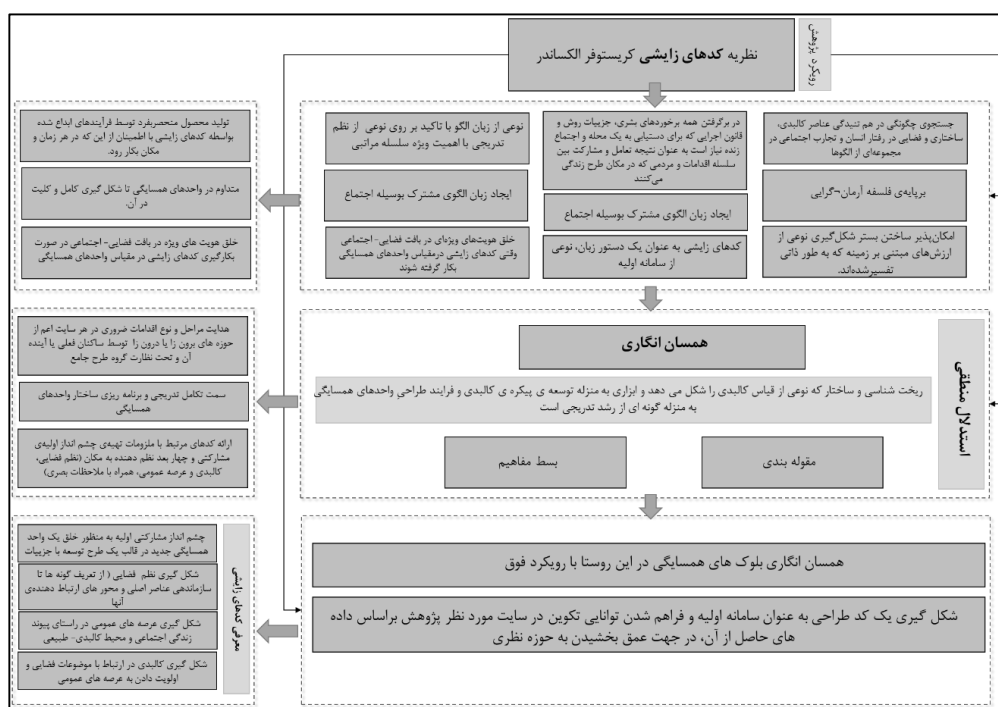 رویکرد پژوهش
نظریه کدهای زایشی کریستوفر الکساندر
جستجوی چگونگی در هم تنیدگی عناصر کالبدی،
ساختاری و فضایی در رفتار انسان و تجارب اجتماعی در
مجموعه‌ای از الگوها
برپایه‌ی فلسفه آرمان¬گرایی
امکان‌پذیر ساختن بستر شکل‌گیری نوعی از
ارزش‌های مبتنی بر زمینه که به طور ذاتی
تفسیرشده‌اند.
در برگرفتن همه برخوردهای بشری، جزییات روش و
قانون اجرایی که برای دستیابی به یک محله و اجتماع
زنده نیاز است به عنوان نتیجه تعامل و مشارکت بین
سلسله اقدامات و مردمی که در مکان طرح زندگی
می‌کنند
ایجاد زبان الگوی مشترک بوسیله اجتماع
کدهای زایشی به عنوان یک دستور زبان، نوعی
از سامانه اولیه
نوعی از زبان الگو با تاکید بر روی نوعی از نظم
تدریجی با اهمیت ویژه سلسله مراتبی
ایجاد زبان الگوی مشترک بوسیله اجتماع
خلق هویت‌های ویژه‌ای در بافت فضایی- اجتماعی
وقتی کدهای زایشی درمقیاس واحدهای همسایگی
بکار گرفته شوند
تولید محصول منحصربفرد توسط فرآیندهای ابداع شده
بواسطه کدهای زایشی با اطمینان از این که در هر زمان و
مکان بکار رود.
متداوم در واحدهای همسایگی تا شکل گیری کامل و کلیت
در آن.
خلق هویت های ویژه در بافت فضایی- اجتماعی در صورت
بکارگیری کدهای زایشی در مقیاس واحدهای همسایگی
استدلال منطقی
همسان انگاری
ریخت شناسی و ساختار که نوعی از قیاس کالبدی را شکل می دهد و ابزاری به منزله توسعه ی پیکره ی کالبدی و فرایند طراحی واحدهای همسایگی
به منزله گونه ای از رشد تدریجی است
مقوله بندی
بسط مفاهیم
هدایت مراحل و نوع اقدامات ضروری در هر سایت اعم از
حوزه های برون زا یا درون زا توسط ساکنان فعلی یا آینده
آن و تحت نظارت گروه طرح جامع
سمت تکامل تدریجی و برنامه ریزی ساختار واحدهای
همسایگی
ارائه کدهای مرتبط با ملزومات تهیه‌ی چشم انداز اولیه‌ی
مشارکتی و چهار بعد نظم دهنده به مکان (نظم فضایی،
کالبدی و عرصه عمومی، همراه با ملاحظات بصری)
همسان انگاری بلوک های همسایگی در این روستا با رویکرد فوق
شکل گیری یک کد طراحی به عنوان سامانه اولیه و فراهم شدن توانایی تکوین در سایت مورد نظر پژوهش براساس داده
های حاصل از آن، در جهت عمق بخشیدن به حوزه نظری
معرفی کدهای زایشی
چشم انداز مشارکتی اولیه به منظور خلق یک واحد
همسایگی جدید در قالب یک طرح توسعه با جزییات
شکل گیری نظم فضایی ( از تعریف گونه ها تا
سازماندهی عناصر اصلی و محور های ارتباط دهنده‌ی
آنها
شکل گیری عرصه های عمومی در راستای پیوند
زندگی اجتماعی و محیط کالبدی- طبیعی
شکل گیری کالبدی در ارتباط با موضوعات فضایی و
اولویت دادن به عرصه های عمومی